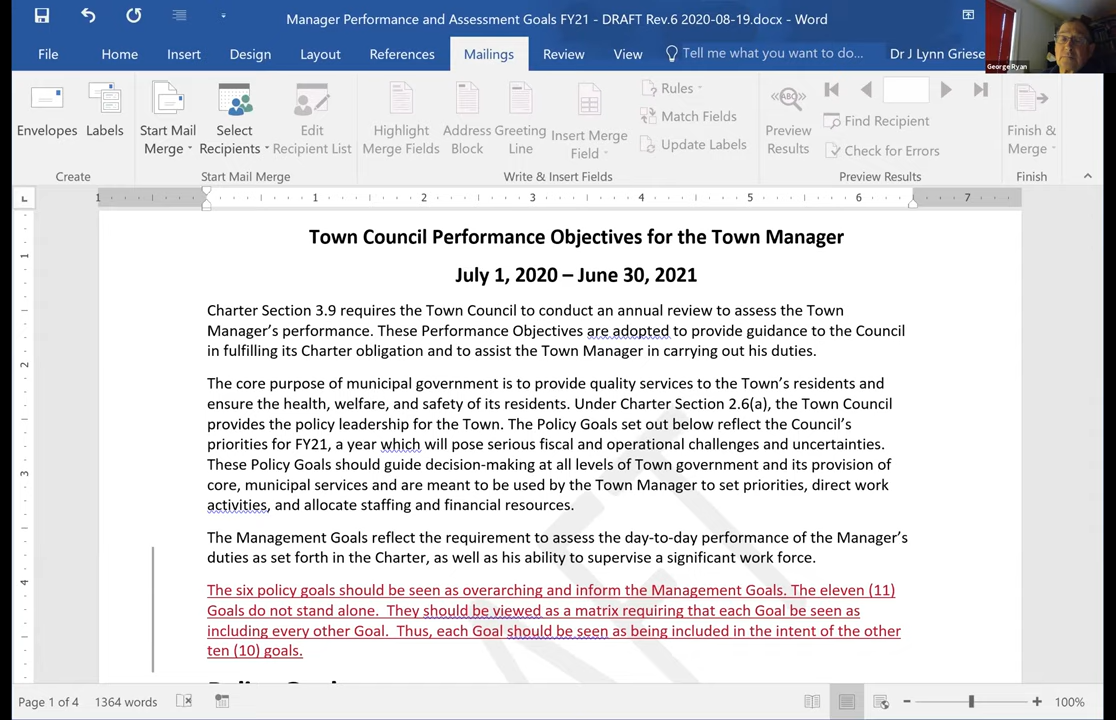 Manager Performance and Assessment Goals FY21 - DRAFT Rev.6 2020-08-19.docx - Word
File Home Insert Design Layout References Mailings Review View Tell me what you want to do... Dr J Lynn Griese
George Ryan
Envelopes Labels Start Mail Merge Select Recipients Edit Recipient List Highlight Merge Fields Address Block Greeting Line Insert Merge Field Rules Match Fields Update Labels ABC Preview Results Find Recipient Check for Errors Finish & Merge
Create Start Mail Merge Write & Insert Fields Preview Results Finish
1 1 2 3 4 5 6 7
Town Council Performance Objectives for the Town Manager
July 1, 2020 – June 30, 2021
Charter Section 3.9 requires the Town Council to conduct an annual review to assess the Town
Manager's performance. These Performance Objectives are adopted to provide guidance to the Council
in fulfilling its Charter obligation and to assist the Town Manager in carrying out his duties.
The core purpose of municipal government is to provide quality services to the Town's residents and
ensure the health, welfare, and safety of its residents. Under Charter Section 2.6(a), the Town Council
provides the policy leadership for the Town. The Policy Goals set out below reflect the Council's
priorities for FY21, a year which will pose serious fiscal and operational challenges and uncertainties.
These Policy Goals should guide decision-making at all levels of Town government and its provision of
core, municipal services and are meant to be used by the Town Manager to set priorities, direct work
activities, and allocate staffing and financial resources.
The Management Goals reflect the requirement to assess the day-to-day performance of the Manager's
duties as set forth in the Charter, as well as his ability to supervise a significant work force.
The six policy goals should be seen as overarching and inform the Management Goals. The eleven (11)
Goals do not stand alone. They should be viewed as a matrix requiring that each Goal be seen as
including every other Goal. Thus, each Goal should be seen as being included in the intent of the other
ten (10) goals.
1
2
3
4
Page 1 of 4 1364 words 100%